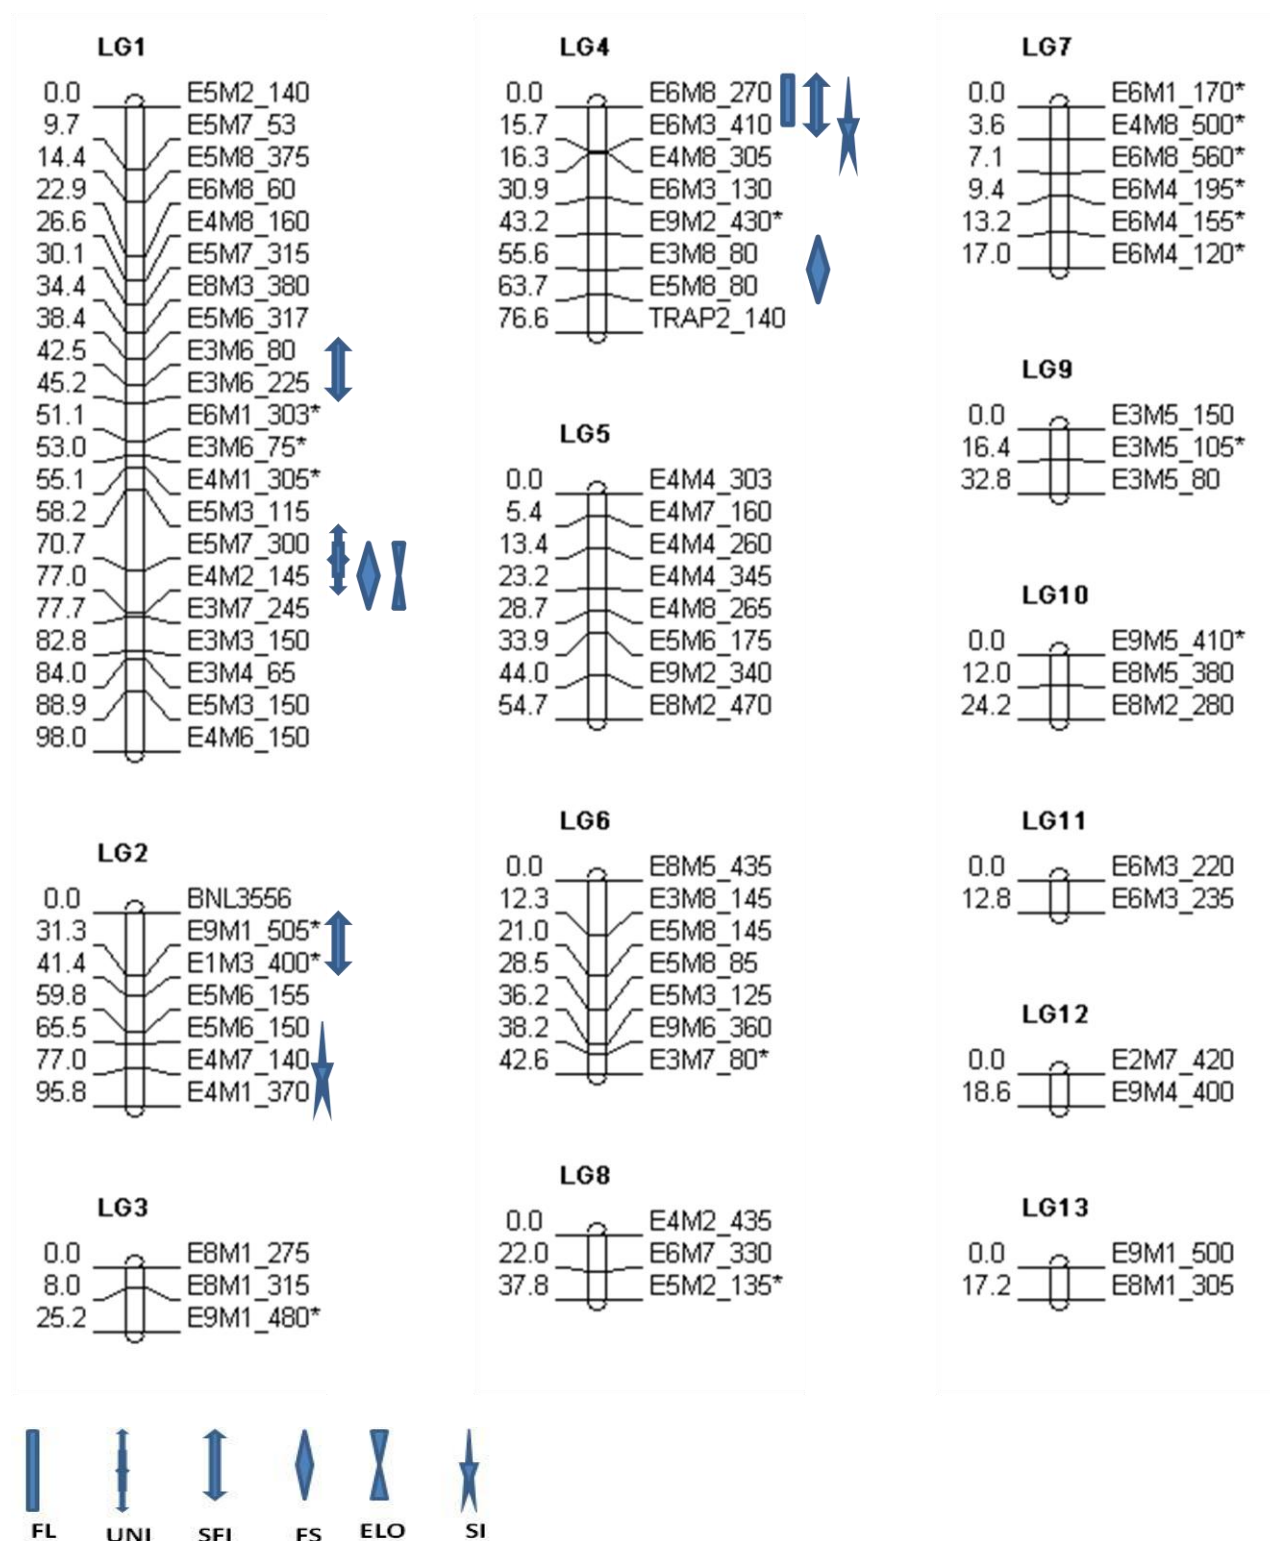 LG1
0.0 E5M2_140
9.7 E5M7_53
14.4 E5M8_375
22.9 E6M8_60
26.6 E4M8_160
30.1 E5M7_315
34.4 E8M3_380
38.4 E5M6_317
42.5 E3M6_80
45.2 E3M6_225
51.1 E6M1_303*
53.0 E3M6_75*
55.1 E4M1_305*
58.2 E5M3_115
70.7 E5M7_300
77.0 E4M2_145
77.7 E3M7_245
82.8 E3M3_150
84.0 E3M4_65
88.9 E5M3_150
98.0 E4M6_150
LG2
0.0 BNL3556
31.3 E9M1_505*
41.4 E1M3_400*
59.8 E5M6_155
65.5 E5M6_150
77.0 E4M7_140
95.8 E4M1_370
LG3
0.0 E8M1_275
8.0 E8M1_315
25.2 E9M1_480*
LG4
0.0 E6M8_270
15.7 E6M3_410
16.3 E4M8_305
30.9 E6M3_130
43.2 E9M2_430*
55.6 E3M8_80
63.7 E5M8_80
76.6 TRAP2_140
LG5
0.0 E4M4_303
5.4 E4M7_160
13.4 E4M4_260
23.2 E4M4_345
28.7 E4M8_265
33.9 E5M6_175
44.0 E9M2_340
54.7 E8M2_470
LG6
0.0 E8M5_435
12.3 E3M8_145
21.0 E5M8_145
28.5 E5M8_85
36.2 E5M3_125
38.2 E9M6_360
42.6 E3M7_80*
LG8
0.0 E4M2_435
22.0 E6M7_330
37.8 E5M2_135*
LG7
0.0 E6M1_170*
3.6 E4M8_500*
7.1 E6M8_560*
9.4 E6M4_195*
13.2 E6M4_155*
17.0 E6M4_120*
LG9
0.0 E3M5_150
16.4 E3M5_105*
32.8 E3M5_80
LG10
0.0 E9M5_410*
12.0 E8M5_380
24.2 E8M2_280
LG11
0.0 E6M3_220
12.8 E6M3_235
LG12
0.0 E2M7_420
18.6 E9M4_400
LG13
0.0 E9M1_500
17.2 E8M1_305
FL UNI SFI FS ELO SI